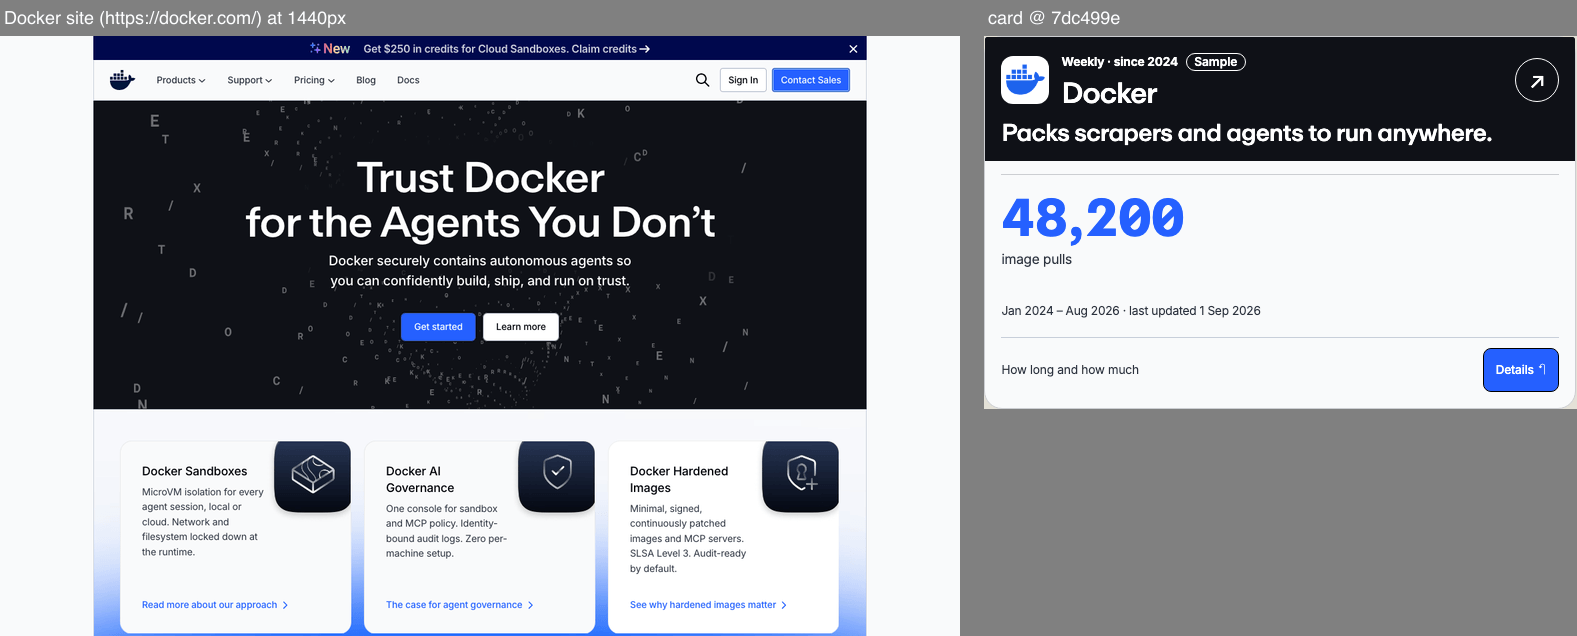 Docker site (https://docker.com/) at 1440px
New Get $250 in credits for Cloud Sandboxes. Claim credits
Products Support Pricing Blog Docs Sign In Contact Sales
Trust Docker
for the Agents You Don’t
Docker securely contains autonomous agents so
you can confidently build, ship, and run on trust.
Get started Learn more
Docker Sandboxes
MicroVM isolation for every
agent session, local or
cloud. Network and
filesystem locked down at
the runtime.
Read more about our approach
Docker AI
Governance
One console for sandbox
and MCP policy. Identity-
bound audit logs. Zero per-
machine setup.
The case for agent governance
Docker Hardened
Images
Minimal, signed,
continuously patched
images and MCP servers.
SLSA Level 3. Audit-ready
by default.
See why hardened images matter
card @ 7dc499e
Weekly · since 2024 Sample
Docker
Packs scrapers and agents to run anywhere.
48,200
image pulls
Jan 2024 – Aug 2026 · last updated 1 Sep 2026
How long and how much
Details